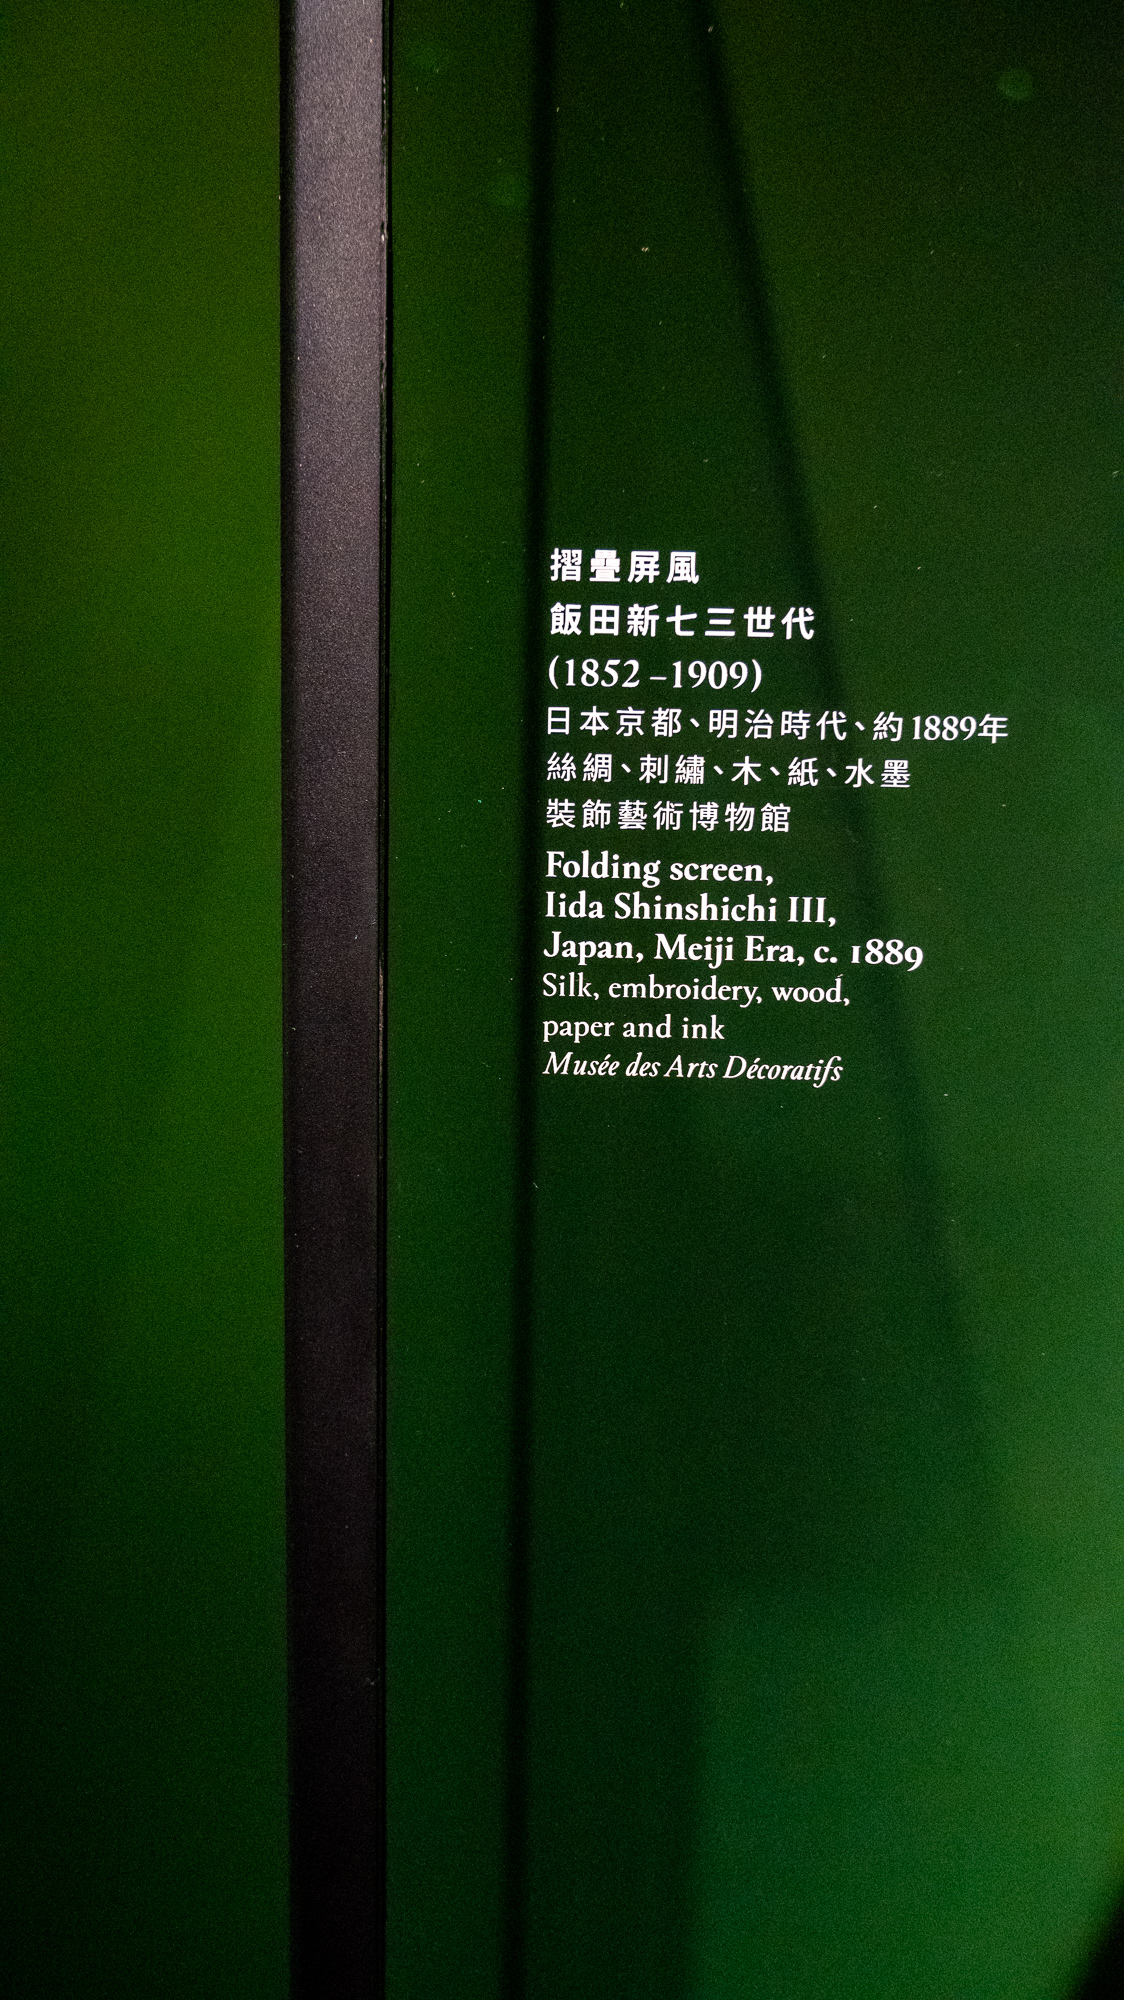 摺疊屏風
飯田新七三世代
(1852 –1909)
日本京都、明治時代、約1889年
絲綢、刺繡、木、紙、水墨
裝飾藝術博物館
Folding screen,
Iida Shinshichi III,
Japan, Meiji Era, c. 1889
Silk, embroidery, wood,
paper and ink
Musée des Arts Décoratifs